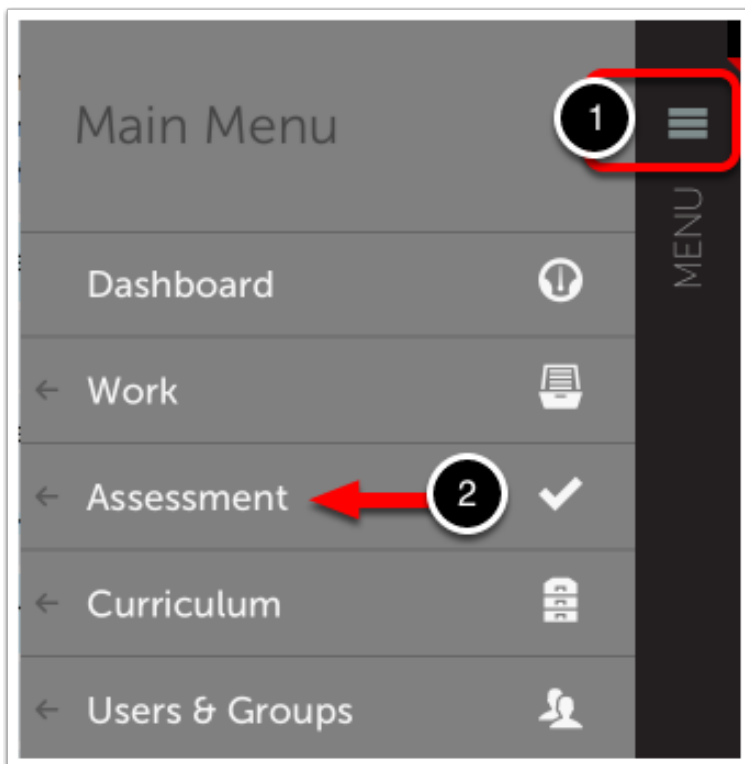 Main Menu
1
MENU
Dashboard
Work
Assessment
2
Curriculum
Users & Groups